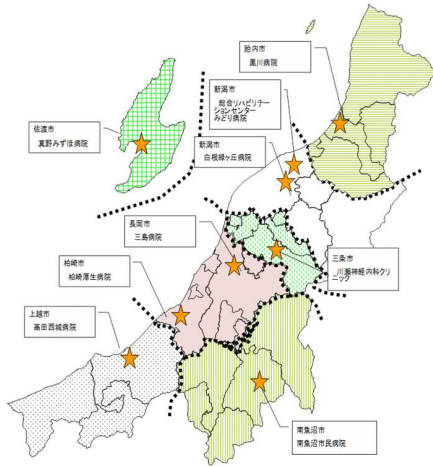 胎内市
黒川病院
新潟市
総合リハビリテー
ションセンター
みどり病院
佐渡市
真野みずほ病院
新潟市
白根緑ヶ丘病院
長岡市
三島病院
三条市
川瀬神経内科クリ
ニック
柏崎市
柏崎厚生病院
上越市
高田西城病院
南魚沼市
南魚沼市民病院